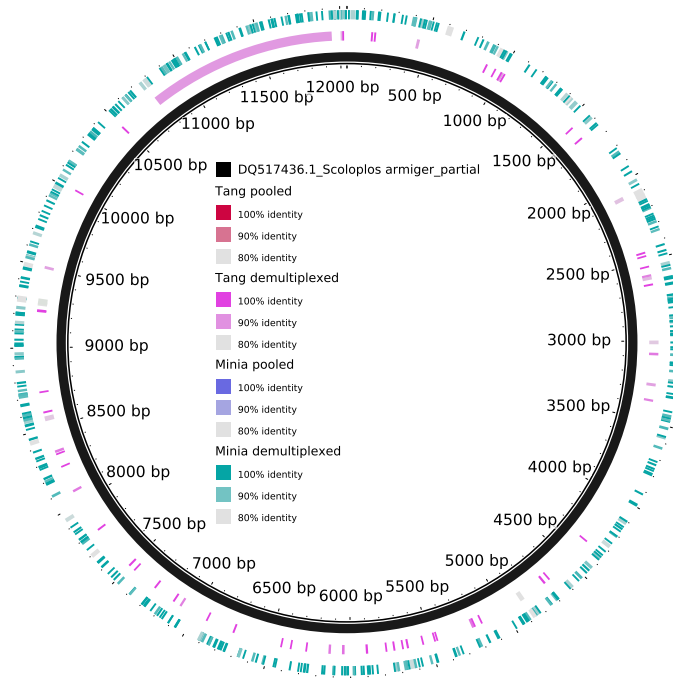 12000 bp
500 bp
1000 bp
1500 bp
2000 bp
2500 bp
3000 bp
3500 bp
4000 bp
4500 bp
5000 bp
5500 bp
6000 bp
6500 bp
7000 bp
7500 bp
8000 bp
8500 bp
9000 bp
9500 bp
10000 bp
10500 bp
11000 bp
11500 bp
DQ517436.1_Scoloplos armiger_partial
Tang pooled
100% identity
90% identity
80% identity
Tang demultiplexed
100% identity
90% identity
80% identity
Minia pooled
100% identity
90% identity
80% identity
Minia demultiplexed
100% identity
90% identity
80% identity